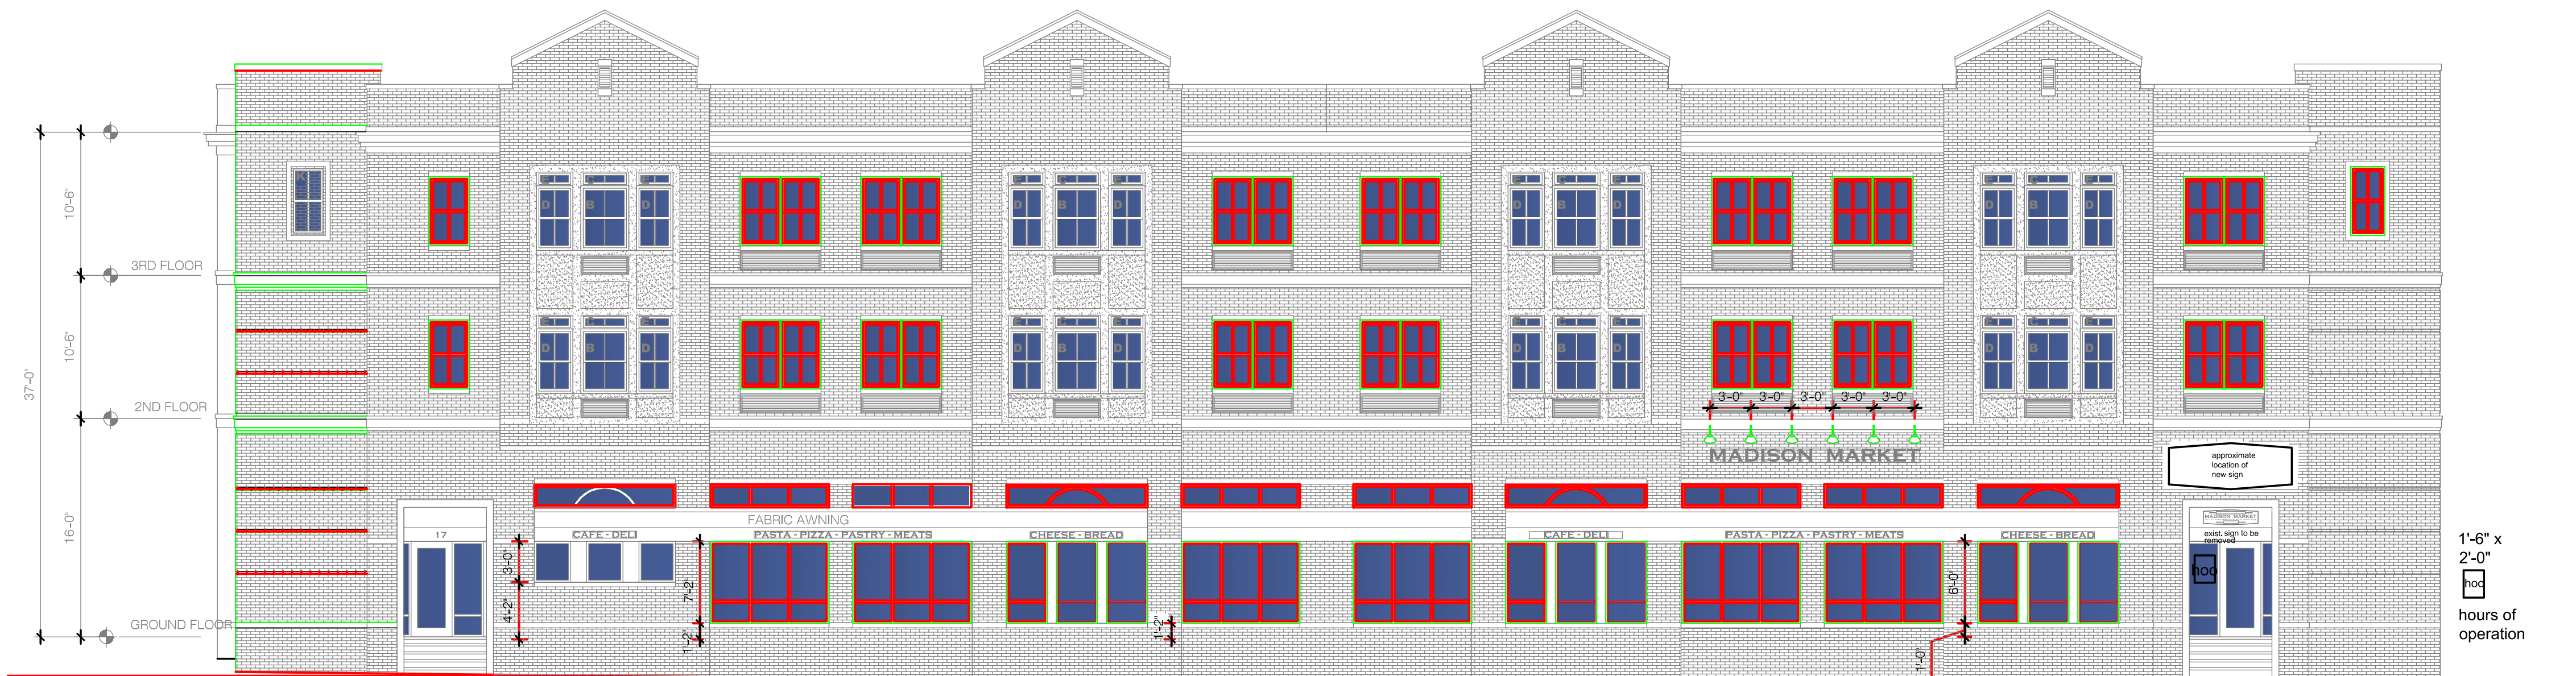 K
E C E
D B D
E C E
D B D
E C E
D B D
E C E
D B D
10'-6"
3RD FLOOR
E C E
D B D
E C E
D B D
E C E
D B D
E C E
D B D
10'-6"
37'-0"
2ND FLOOR
3'-0" 3'-0" 3'-0" 3'-0" 3'-0"
MADISON MARKET
approximate
location of
new sign
16'-0"
FABRIC AWNING
17
CAFE - DELI
PASTA - PIZZA - PASTRY - MEATS
CHEESE - BREAD
CAFE - DELI
PASTA - PIZZA - PASTRY - MEATS
CHEESE - BREAD
MADISON MARKET
exist. sign to be
removed
hoo
3'-0"
4'-2"
7'-2"
1'-2"
1'-2"
6'-0"
1'-0"
GROUND FLOOR
1'-6" x
2'-0"
hoo
hours of
operation